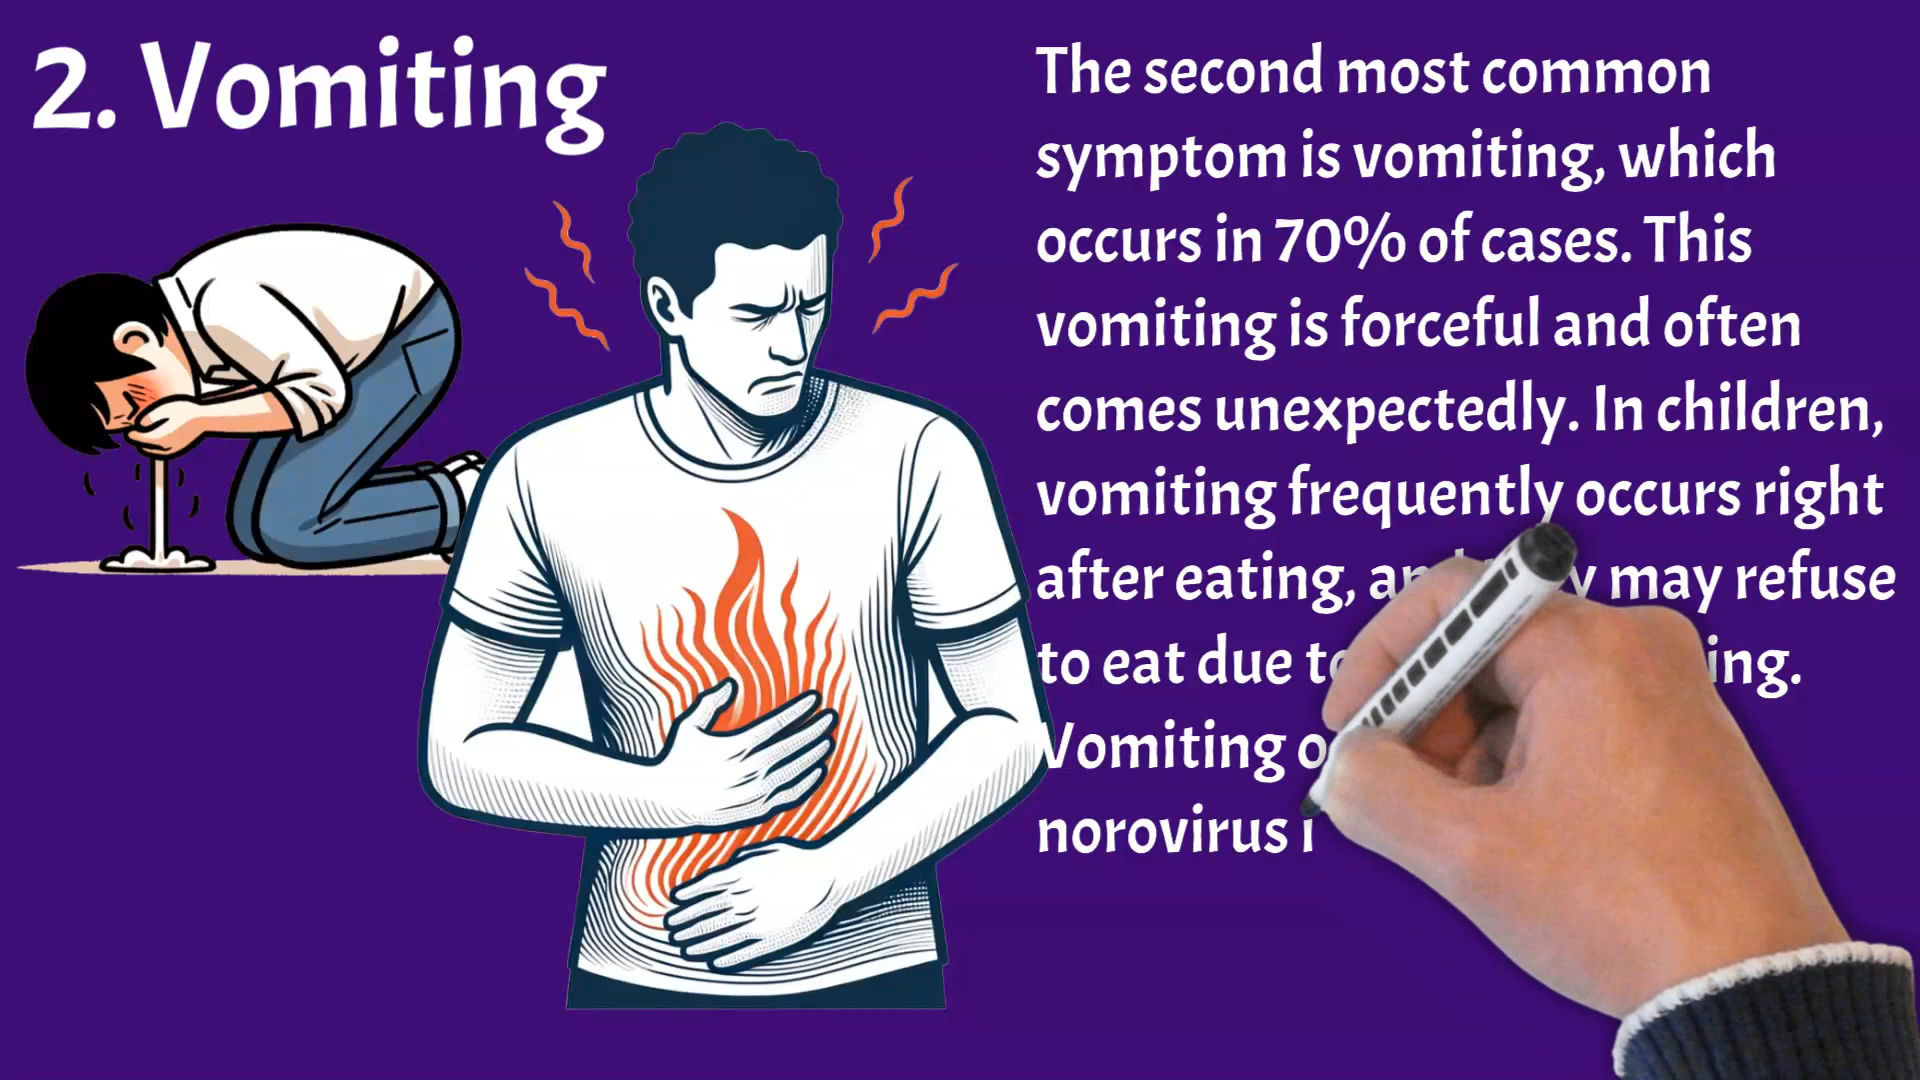 2. Vomiting
The second most common
symptom is vomiting, which
occurs in 70% of cases. This
vomiting is forceful and often
comes unexpectedly. In children,
vomiting frequently occurs right
after eating, may refuse
to eat due
Vomiting
norovirus